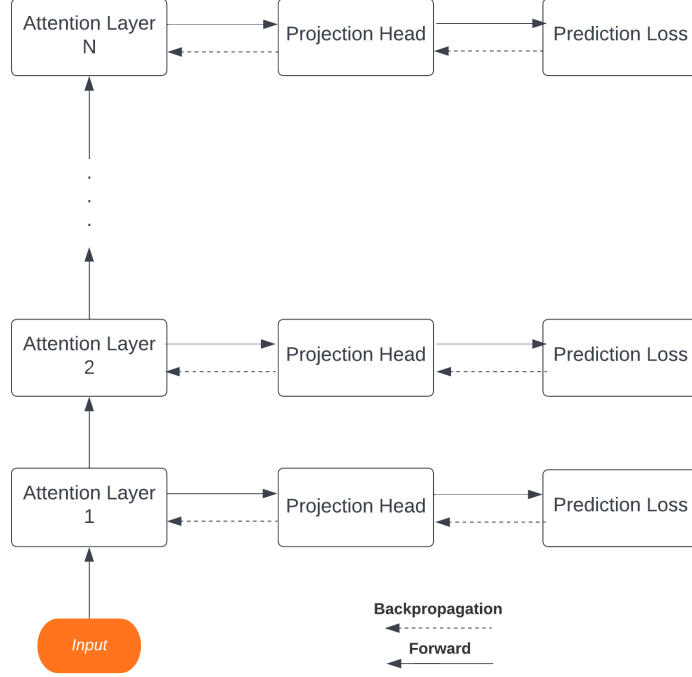 Attention Layer
N
Projection Head
Prediction Loss
.
.
.
Attention Layer
2
Projection Head
Prediction Loss
Attention Layer
1
Projection Head
Prediction Loss
Backpropagation
Input
Forward